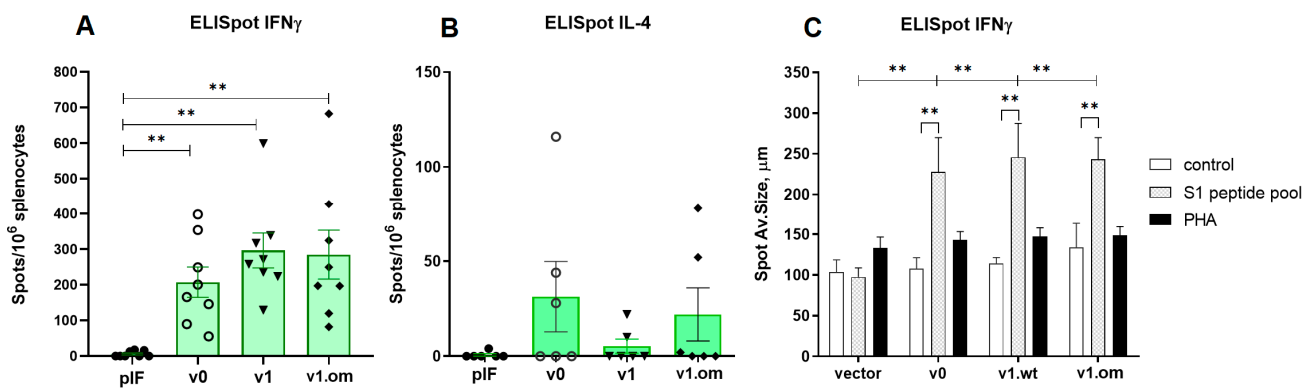 A
ELISpot IFNγ
Spots/10⁶ splenocytes
800
700
600
500
400
300
200
100
0
**
**
**
pIF
v0
v1
v1.om
B
ELISpot IL-4
Spots/10⁶ splenocytes
150
100
50
0
pIF
v0
v1
v1.om
C
ELISpot IFNγ
Spot Av.Size, μm
350
300
250
200
150
100
50
0
** ** **
**
**
**
vector
v0
v1.wt
v1.om
control
S1 peptide pool
PHA